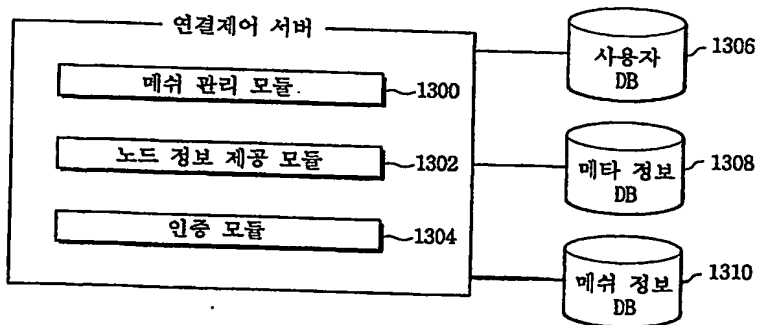 연결제어 서버
메쉬 관리 모듈.
1300
노드 정보 제공 모듈
1302
인증 모듈
1304
사용자
DB
1306
메타 정보
DB
1308
메쉬 정보
DB
1310